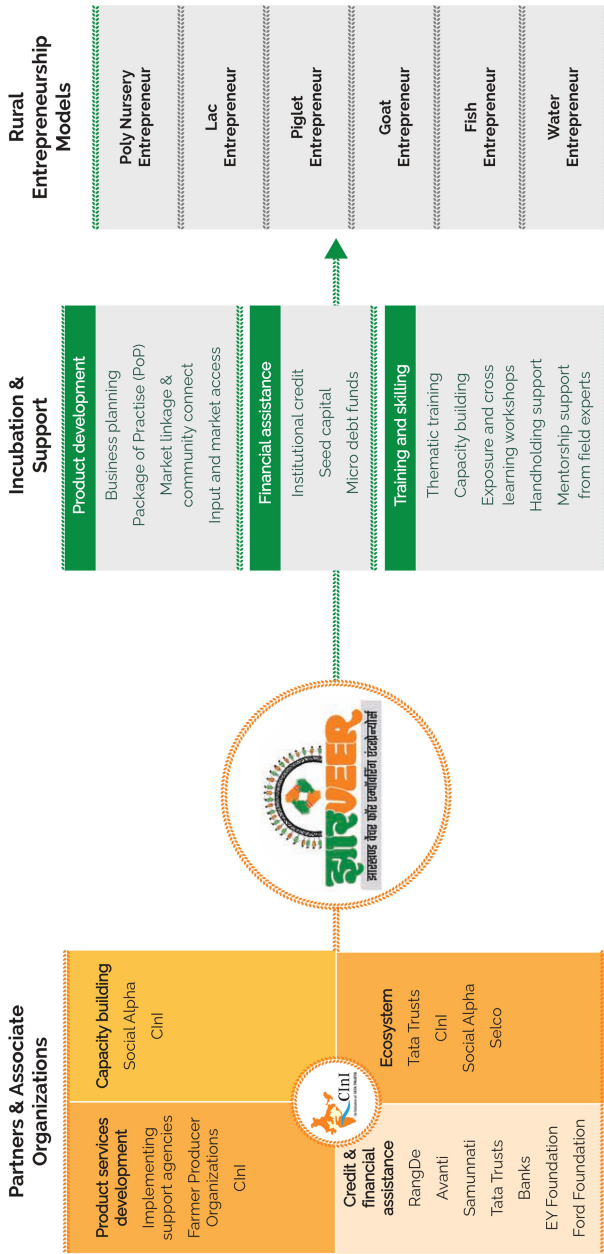 Partners & Associate
Organizations
Product services
development
Implementing
support agencies
Farmer Producer
Organizations
CInI
Capacity building
Social Alpha
CInI
Credit &
financial
assistance
RangDe
Avanti
Samunnati
Tata Trusts
Banks
EY Foundation
Ford Foundation
Ecosystem
Tata Trusts
CInI
Social Alpha
Selco
CInI
झारVEER
झारखण्ड वेंचर फॉर एम्पॉवरिंग एंटरप्रेन्योर्स
Incubation &
Support
Product development
Business planning
Package of Practise (PoP)
Market linkage &
community connect
Input and market access
Financial assistance
Institutional credit
Seed capital
Micro debt funds
Training and skilling
Thematic training
Capacity building
Exposure and cross
learning workshops
Handholding support
Mentorship support
from field experts
Rural
Entrepreneurship
Models
Poly Nursery
Entrepreneur
Lac
Entrepreneur
Piglet
Entrepreneur
Goat
Entrepreneur
Fish
Entrepreneur
Water
Entrepreneur